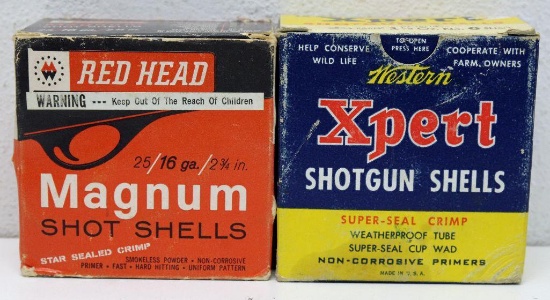 RED HEAD
WARNING --- Keep Out Of The Reach Of Children
25/16 ga./2¾ in.
Magnum
SHOT SHELLS
STAR SEALED CRIMP
SMOKELESS POWDER • NON-CORROSIVE
PRIMER • FAST • HARD HITTING • UNIFORM PATTERN
TO OPEN
PRESS HERE
HELP CONSERVE
WILD LIFE
COOPERATE WITH
FARM OWNERS
Western
Xpert
SHOTGUN SHELLS
SUPER-SEAL CRIMP
WEATHERPROOF TUBE
SUPER-SEAL CUP WAD
NON-CORROSIVE PRIMERS
MADE IN U.S.A.